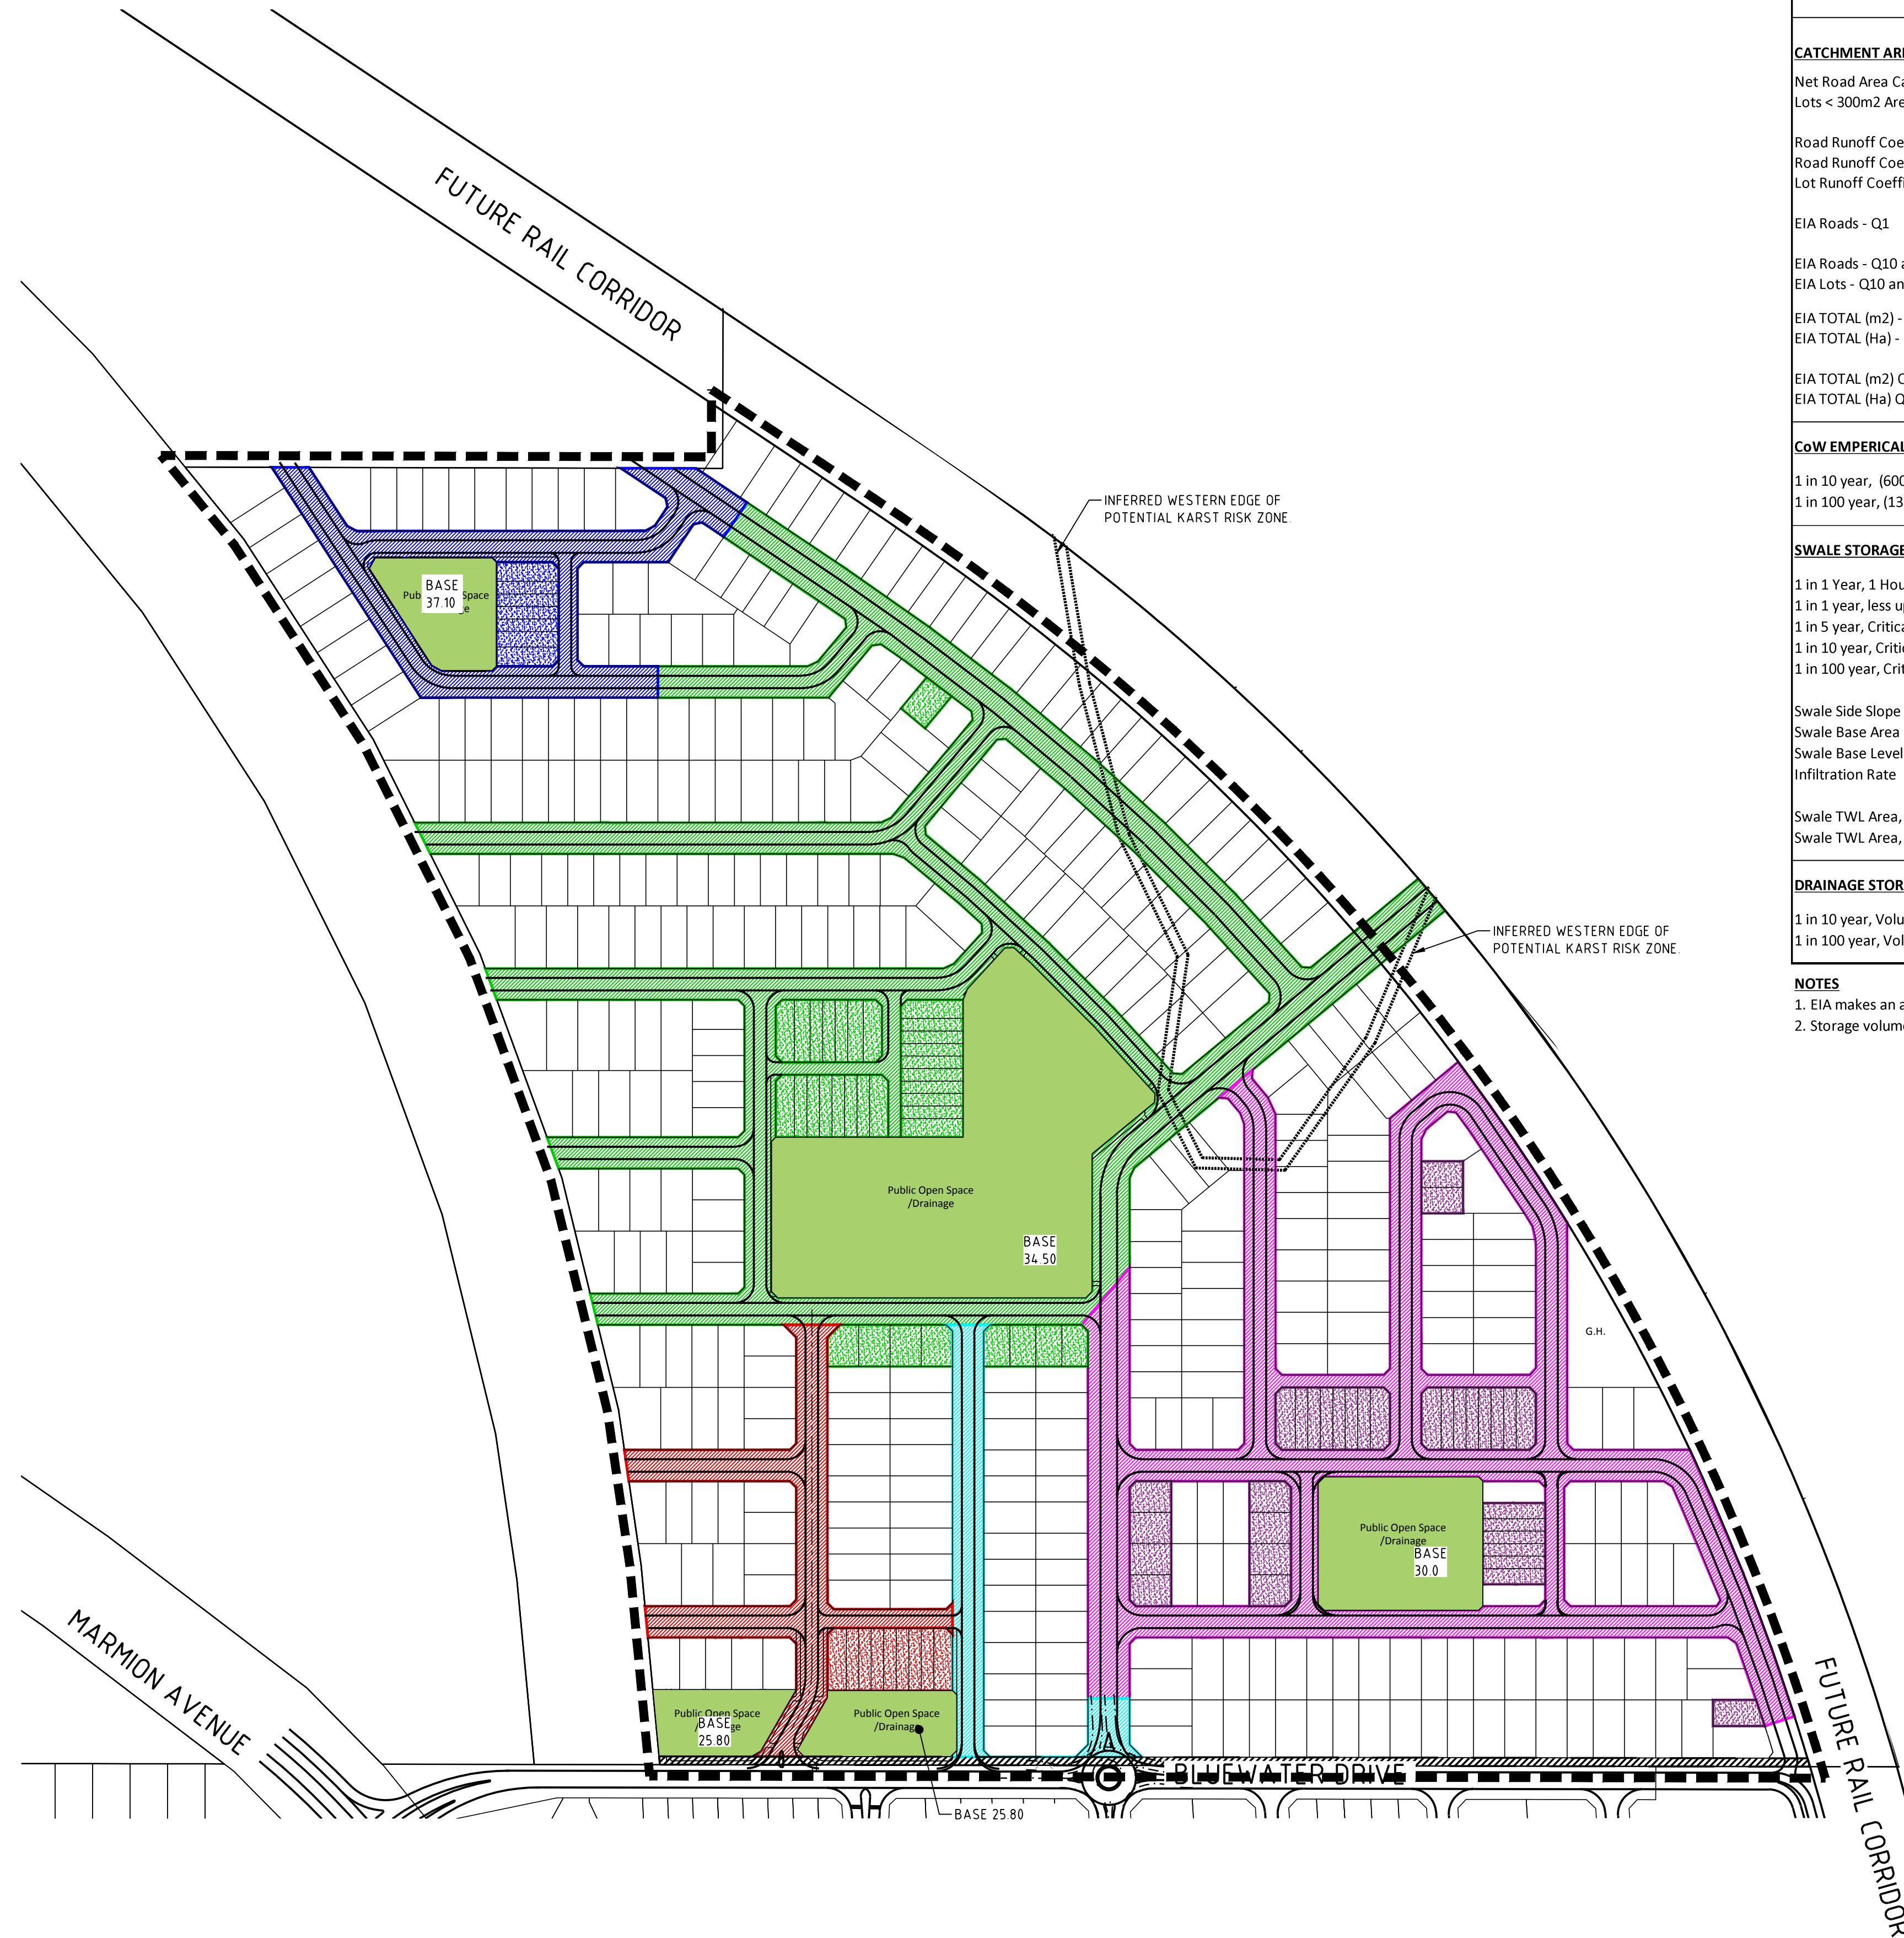 FUTURE RAIL CORRIDOR
INFERRED WESTERN EDGE OF
POTENTIAL KARST RISK ZONE.
BASE
37.10
Pub
Space
INFERRED WESTERN EDGE OF
POTENTIAL KARST RISK ZONE.
Public Open Space
/Drainage
BASE
34.50
G.H.
Public Open Space
/Drainage
BASE
30.0
Public Open Space
BASE
25.80
Public Open Space
/Drainage
BASE 25.80
MARMION AVENUE
BLUEWATER DRIVE
FUTURE RAIL CORRIDOR
CATCHMENT ARE
Net Road Area Ca
Lots < 300m2 Are
Road Runoff Coe
Road Runoff Coe
Lot Runoff Coeff
EIA Roads - Q1
EIA Roads - Q10 a
EIA Lots - Q10 an
EIA TOTAL (m2) -
EIA TOTAL (Ha) -
EIA TOTAL (m2) Q
EIA TOTAL (Ha) Q
CoW EMPERICAL
1 in 10 year, (600
1 in 100 year, (13
SWALE STORAGE
1 in 1 Year, 1 Hou
1 in 1 year, less u
1 in 5 year, Critica
1 in 10 year, Critic
1 in 100 year, Crit
Swale Side Slope
Swale Base Area
Swale Base Level
Infiltration Rate
Swale TWL Area,
Swale TWL Area,
DRAINAGE STOR
1 in 10 year, Volu
1 in 100 year, Vol
NOTES
1. EIA makes an a
2. Storage volume